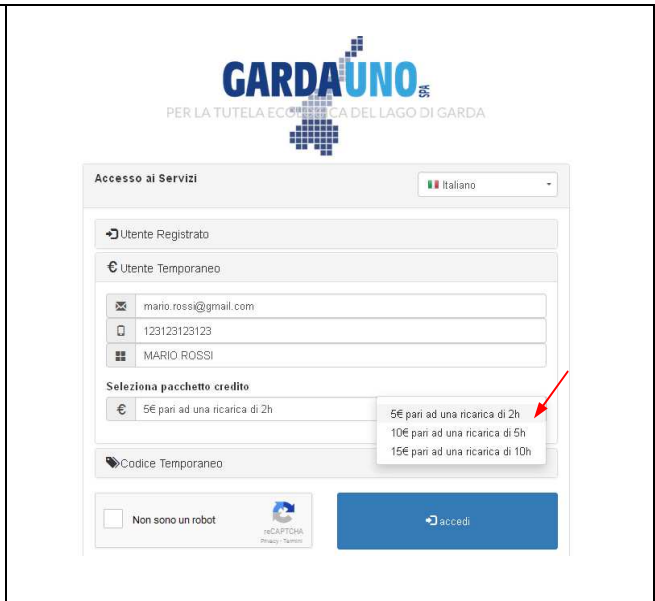 GARDAUNO SPA
PER LA TUTELA ECOLOGICA DEL LAGO DI GARDA
Accesso ai Servizi
Italiano
Utente Registrato
€ Utente Temporaneo
mario.rossi@gmail.com
123123123123
MARIO ROSSI
Seleziona pacchetto credito
€ 5€ pari ad una ricarica di 2h
5€ pari ad una ricarica di 2h
10€ pari ad una ricarica di 5h
15€ pari ad una ricarica di 10h
Codice Temporaneo
Non sono un robot
reCAPTCHA
Privacy - Termini
accedi